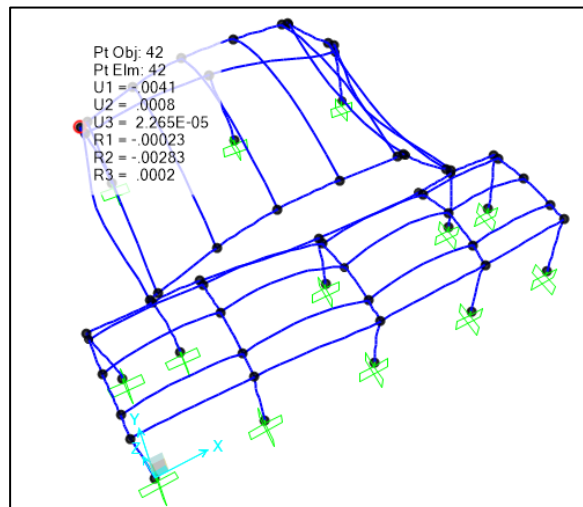 Pt Obj: 42
Pt Elm: 42
U1 = -.0041
U2 = .0008
U3 = 2.265E-05
R1 = -.00023
R2 = -.00283
R3 = .0002
Y
Z
X